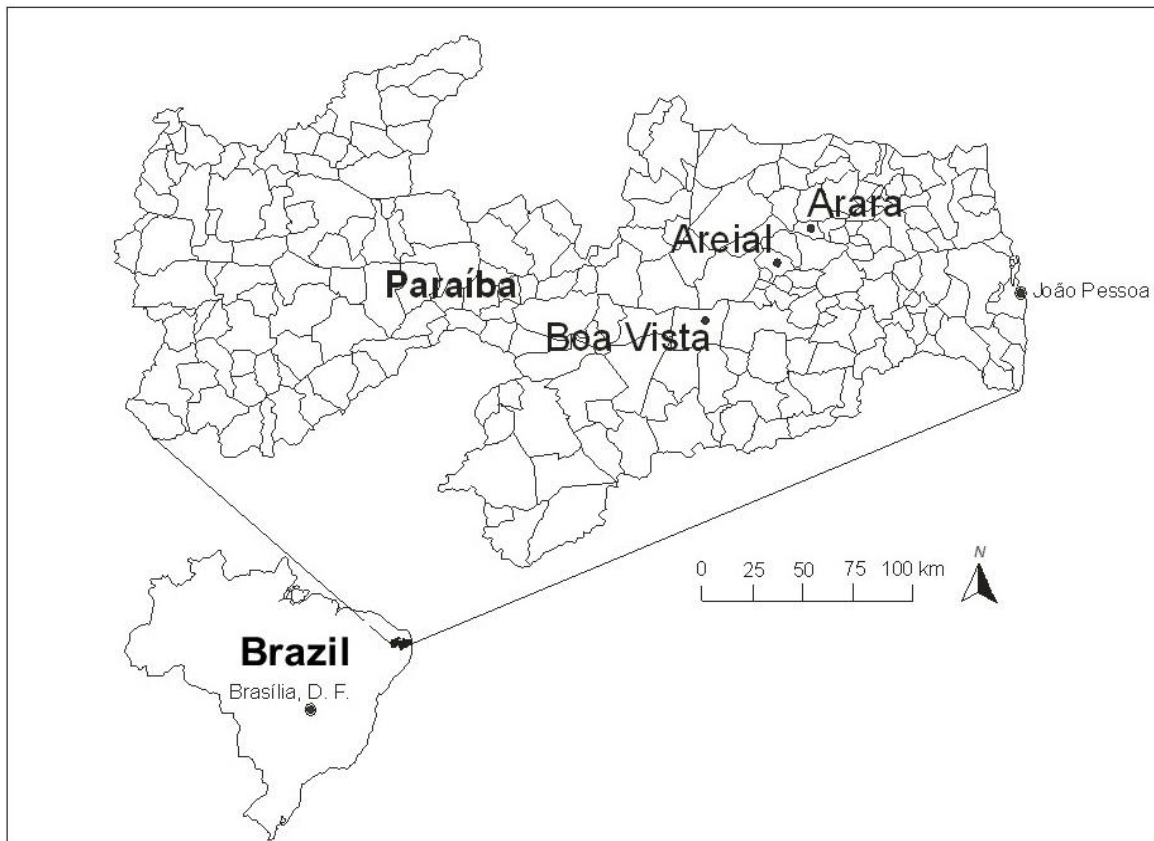 Arara
Areial
Paraíba
João Pessoa
Boa Vista
N
0 25 50 75 100 km
Brazil
Brasília, D. F.